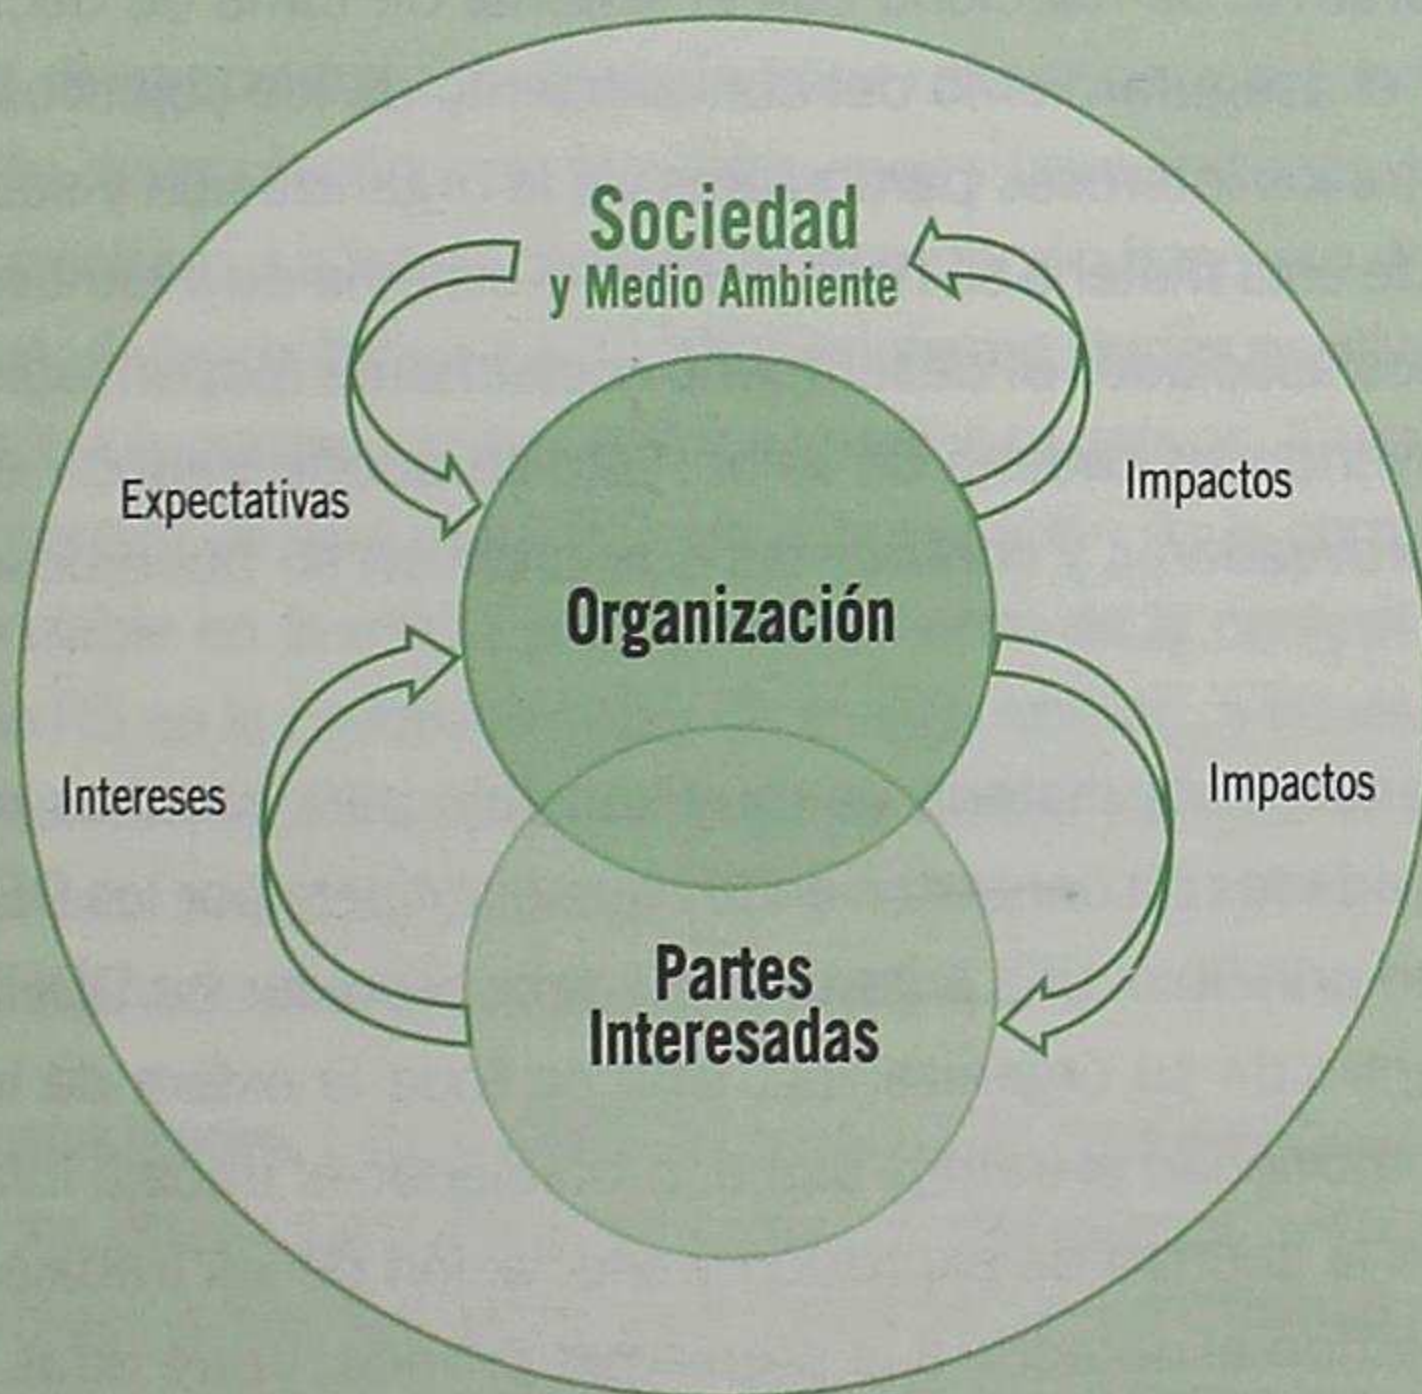 Sociedad
y Medio Ambiente
Expectativas
Impactos
Organización
Intereses
Impactos
Partes
Interesadas